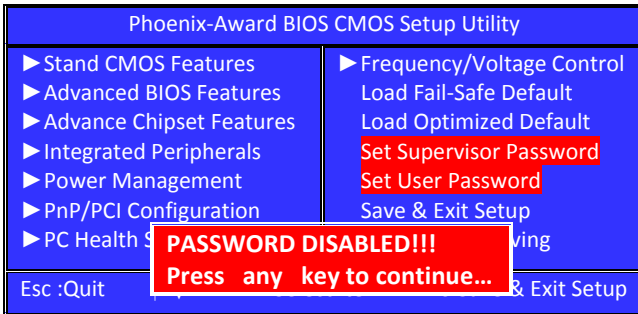 Phoenix-Award BIOS CMOS Setup Utility
►Stand CMOS Features
►Advanced BIOS Features
►Advance Chipset Features
►Integrated Peripherals
►Power Management
►PnP/PCI Configuration
►PC Health
►Frequency/Voltage Control
Load Fail-Safe Default
Load Optimized Default
Set Supervisor Password
Set User Password
Save & Exit Setup
PASSWORD DISABLED!!!
Press any key to continue…
Esc :Quit
& Exit Setup